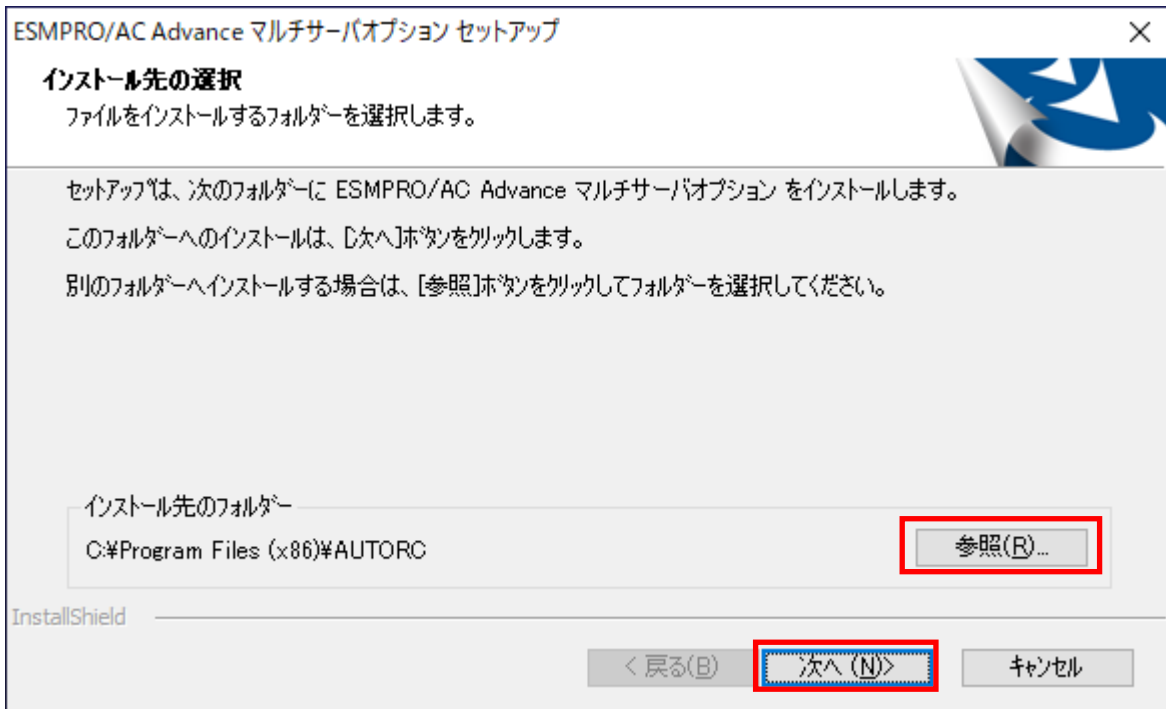 ESMPRO/AC Advance マルチサーバオプション セットアップ
インストール先の選択
ファイルをインストールするフォルダーを選択します。
セットアップは、次のフォルダーに ESMPRO/AC Advance マルチサーバオプション をインストールします。
このフォルダーへのインストールは、[次へ]ボタンをクリックします。
別のフォルダーへインストールする場合は、[参照]ボタンをクリックしてフォルダーを選択してください。
インストール先のフォルダー
C:¥Program Files (x86)¥AUTORC
参照(R)...
InstallShield
< 戻る(B)
次へ (N)>
キャンセル